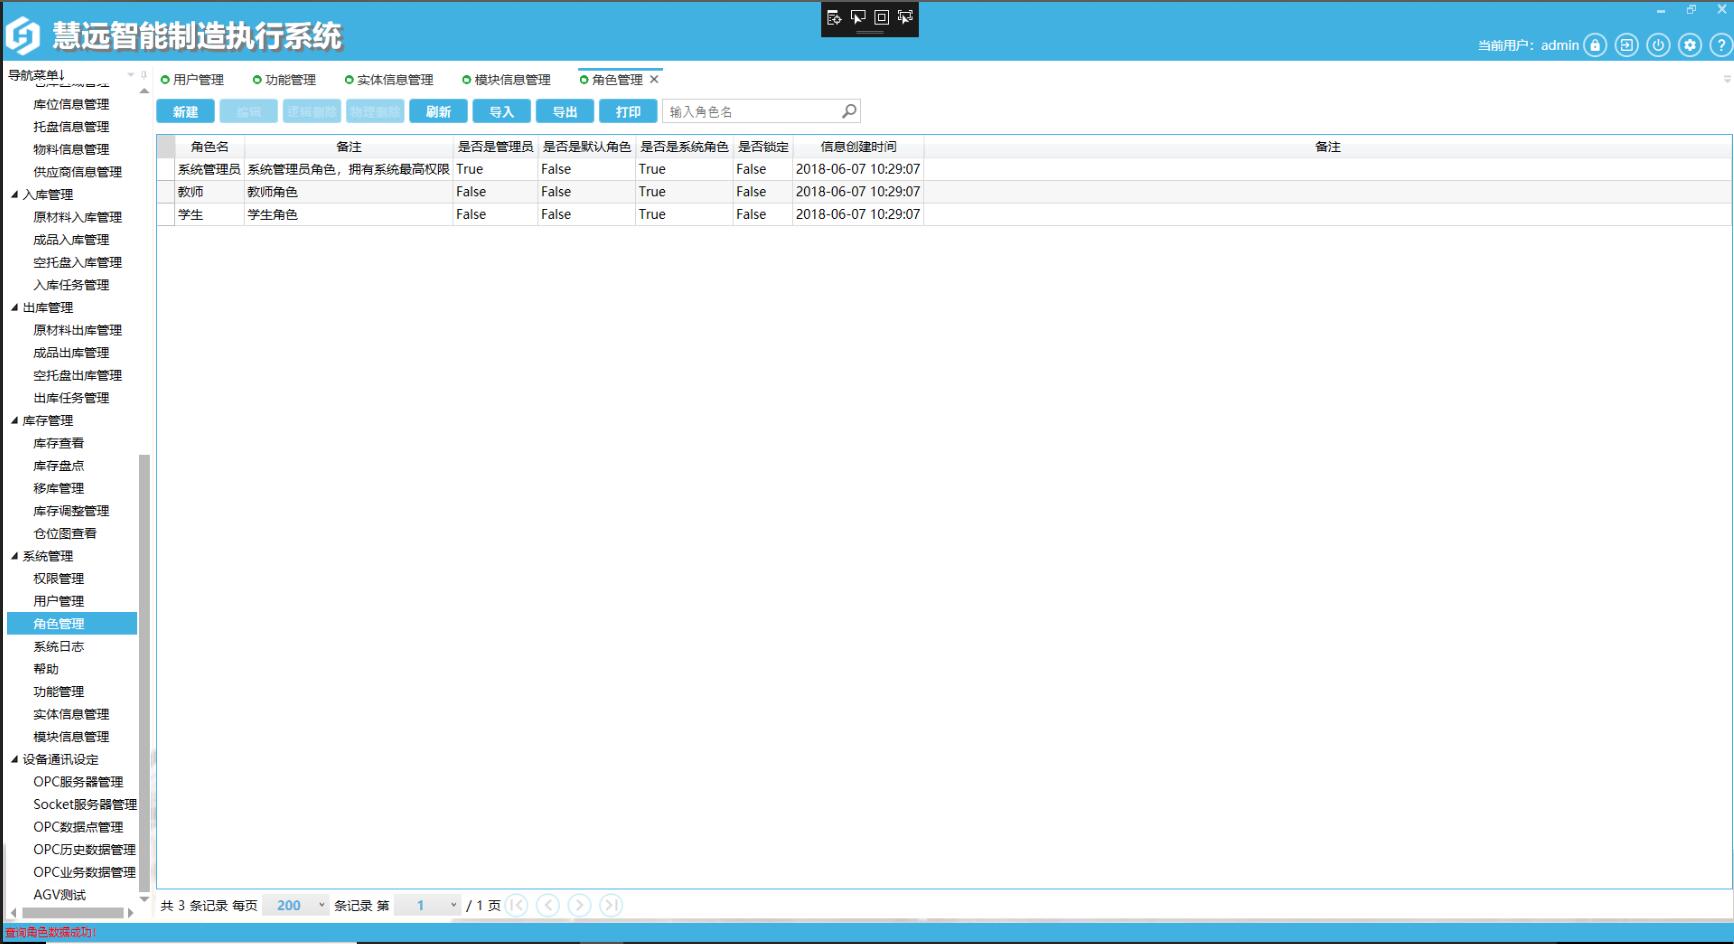 慧远智能制造执行系统
当前用户：admin
导航菜单↓
用户管理 功能管理 实体信息管理 模块信息管理 角色管理
新建 编辑 逻辑删除 物理删除 刷新 导入 导出 打印 输入角色名
角色名 备注 是否是管理员 是否是默认角色 是否是系统角色 是否锁定 信息创建时间 备注
系统管理员 系统管理员角色，拥有系统最高权限 True False True False 2018-06-07 10:29:07
教师 教师角色 False False True False 2018-06-07 10:29:07
学生 学生角色 False False True False 2018-06-07 10:29:07
仓库区域管理
库位信息管理
托盘信息管理
物料信息管理
供应商信息管理
入库管理
原材料入库管理
成品入库管理
空托盘入库管理
入库任务管理
出库管理
原材料出库管理
成品出库管理
空托盘出库管理
出库任务管理
库存管理
库存查看
库存盘点
移库管理
库存调整管理
仓位图查看
系统管理
权限管理
用户管理
角色管理
系统日志
帮助
功能管理
实体信息管理
模块信息管理
设备通讯设定
OPC服务器管理
Socket服务器管理
OPC数据点管理
OPC历史数据管理
OPC业务数据管理
AGV测试
共 3 条记录 每页 200 条记录 第 1 / 1 页
查询角色数据成功！